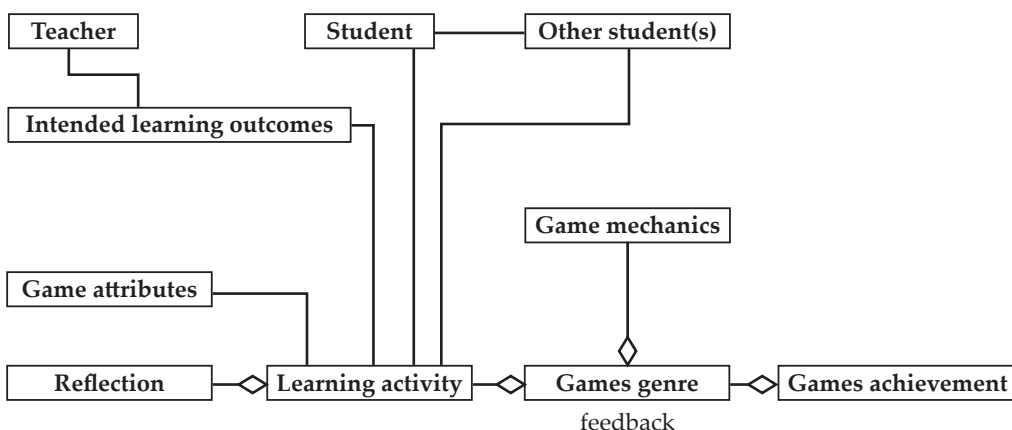 Teacher
Student
Other student(s)
Intended learning outcomes
Game mechanics
Game attributes
Reflection
Learning activity
Games genre
Games achievement
feedback